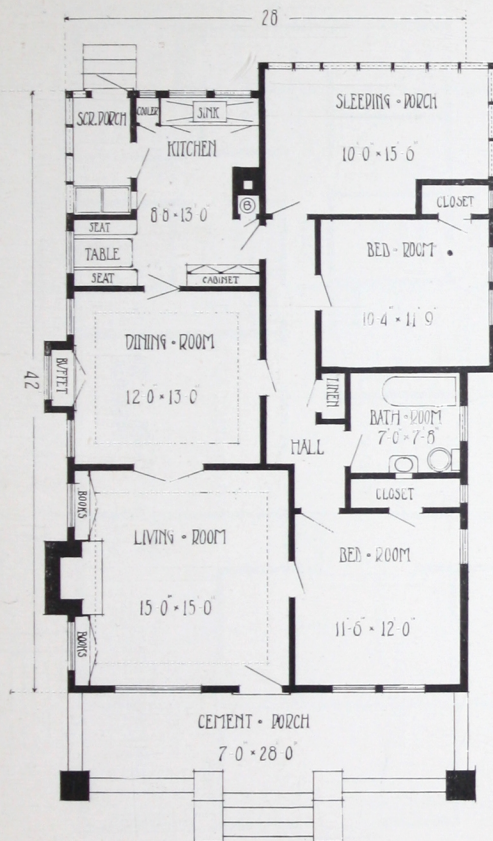 28
SCR. PORCH
COOLER
SINK
SLEEPING - PORCH
KITCHEN
10'0" × 15'6"
B
CLOSET
8'8" × 13'0"
SEAT
TABLE
SEAT
CABINET
BED - ROOM
10'4" × 11'9"
42
BUFFET
DINING - ROOM
12'0" × 13'0"
LINEN
BATH - ROOM
7'0" × 7'8"
HALL
BOOKS
CLOSET
LIVING - ROOM
BED - ROOM
15'0" × 15'0"
11'6" × 12'0"
BOOKS
CEMENT - PORCH
7'0" × 28'0"